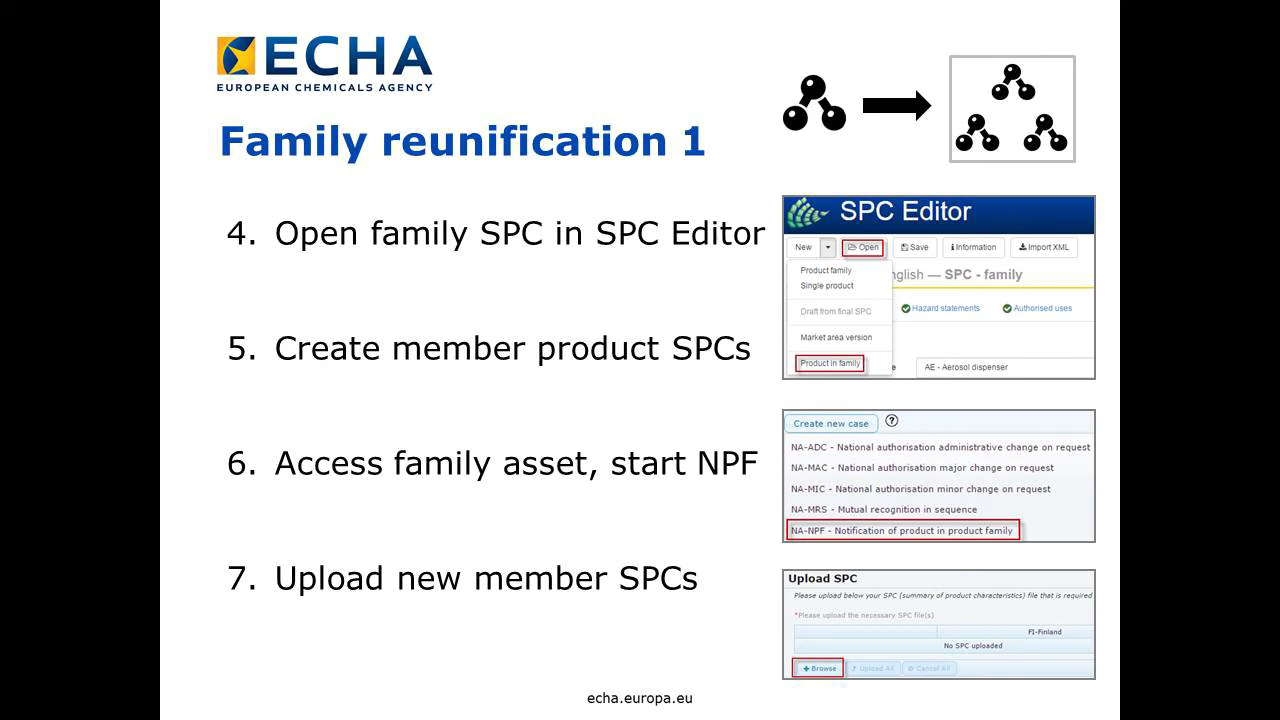 ECHA
EUROPEAN CHEMICALS AGENCY
Family reunification 1
4. Open family SPC in SPC Editor
5. Create member product SPCs
6. Access family asset, start NPF
7. Upload new member SPCs
SPC Editor
New Open Save Information Import XML
Product family
Single product
Draft from final SPC
Market area version
Product in family
nglish — SPC - family
Hazard statements Authorised uses
e AE - Aerosol dispenser
Create new case ?
NA-ADC - National authorisation administrative change on request
NA-MAC - National authorisation major change on request
NA-MIC - National authorisation minor change on request
NA-MRS - Mutual recognition in sequence
NA-NPF - Notification of product in product family
Upload SPC
Please upload below your SPC (summary of product characteristics) file that is required
*Please upload the necessary SPC file(s)
FI-Finland
No SPC uploaded
Browse Upload All Cancel All
echa.europa.eu